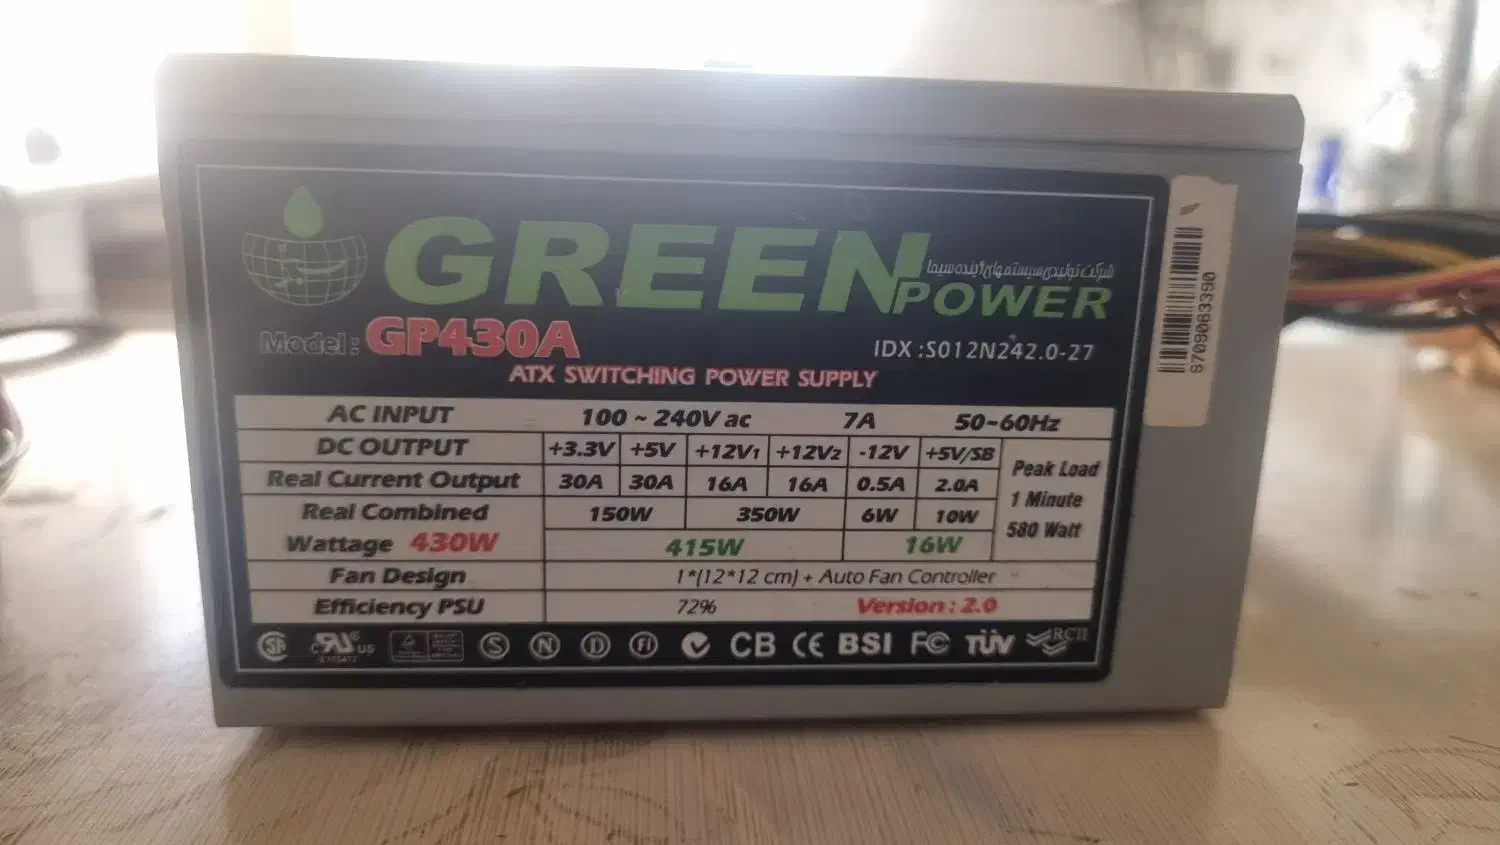 GREEN
شرکت تولیدی سیستمهای آینده سیما
POWER
Model: GP430A
IDX :S012N242.0-27
ATX SWITCHING POWER SUPPLY
AC INPUT 100 ~ 240V ac 7A 50~60Hz
DC OUTPUT +3.3V +5V +12V1 +12V2 -12V +5V/SB
Real Current Output 30A 30A 16A 16A 0.5A 2.0A
Peak Load
1 Minute
580 Watt
Real Combined 150W 350W 6W 10W
Wattage 430W 415W 16W
Fan Design 1*(12*12 cm) + Auto Fan Controller
Efficiency PSU 72% Version : 2.0
c RU® US S N D FI CB CE BSI FC TÜV RCII